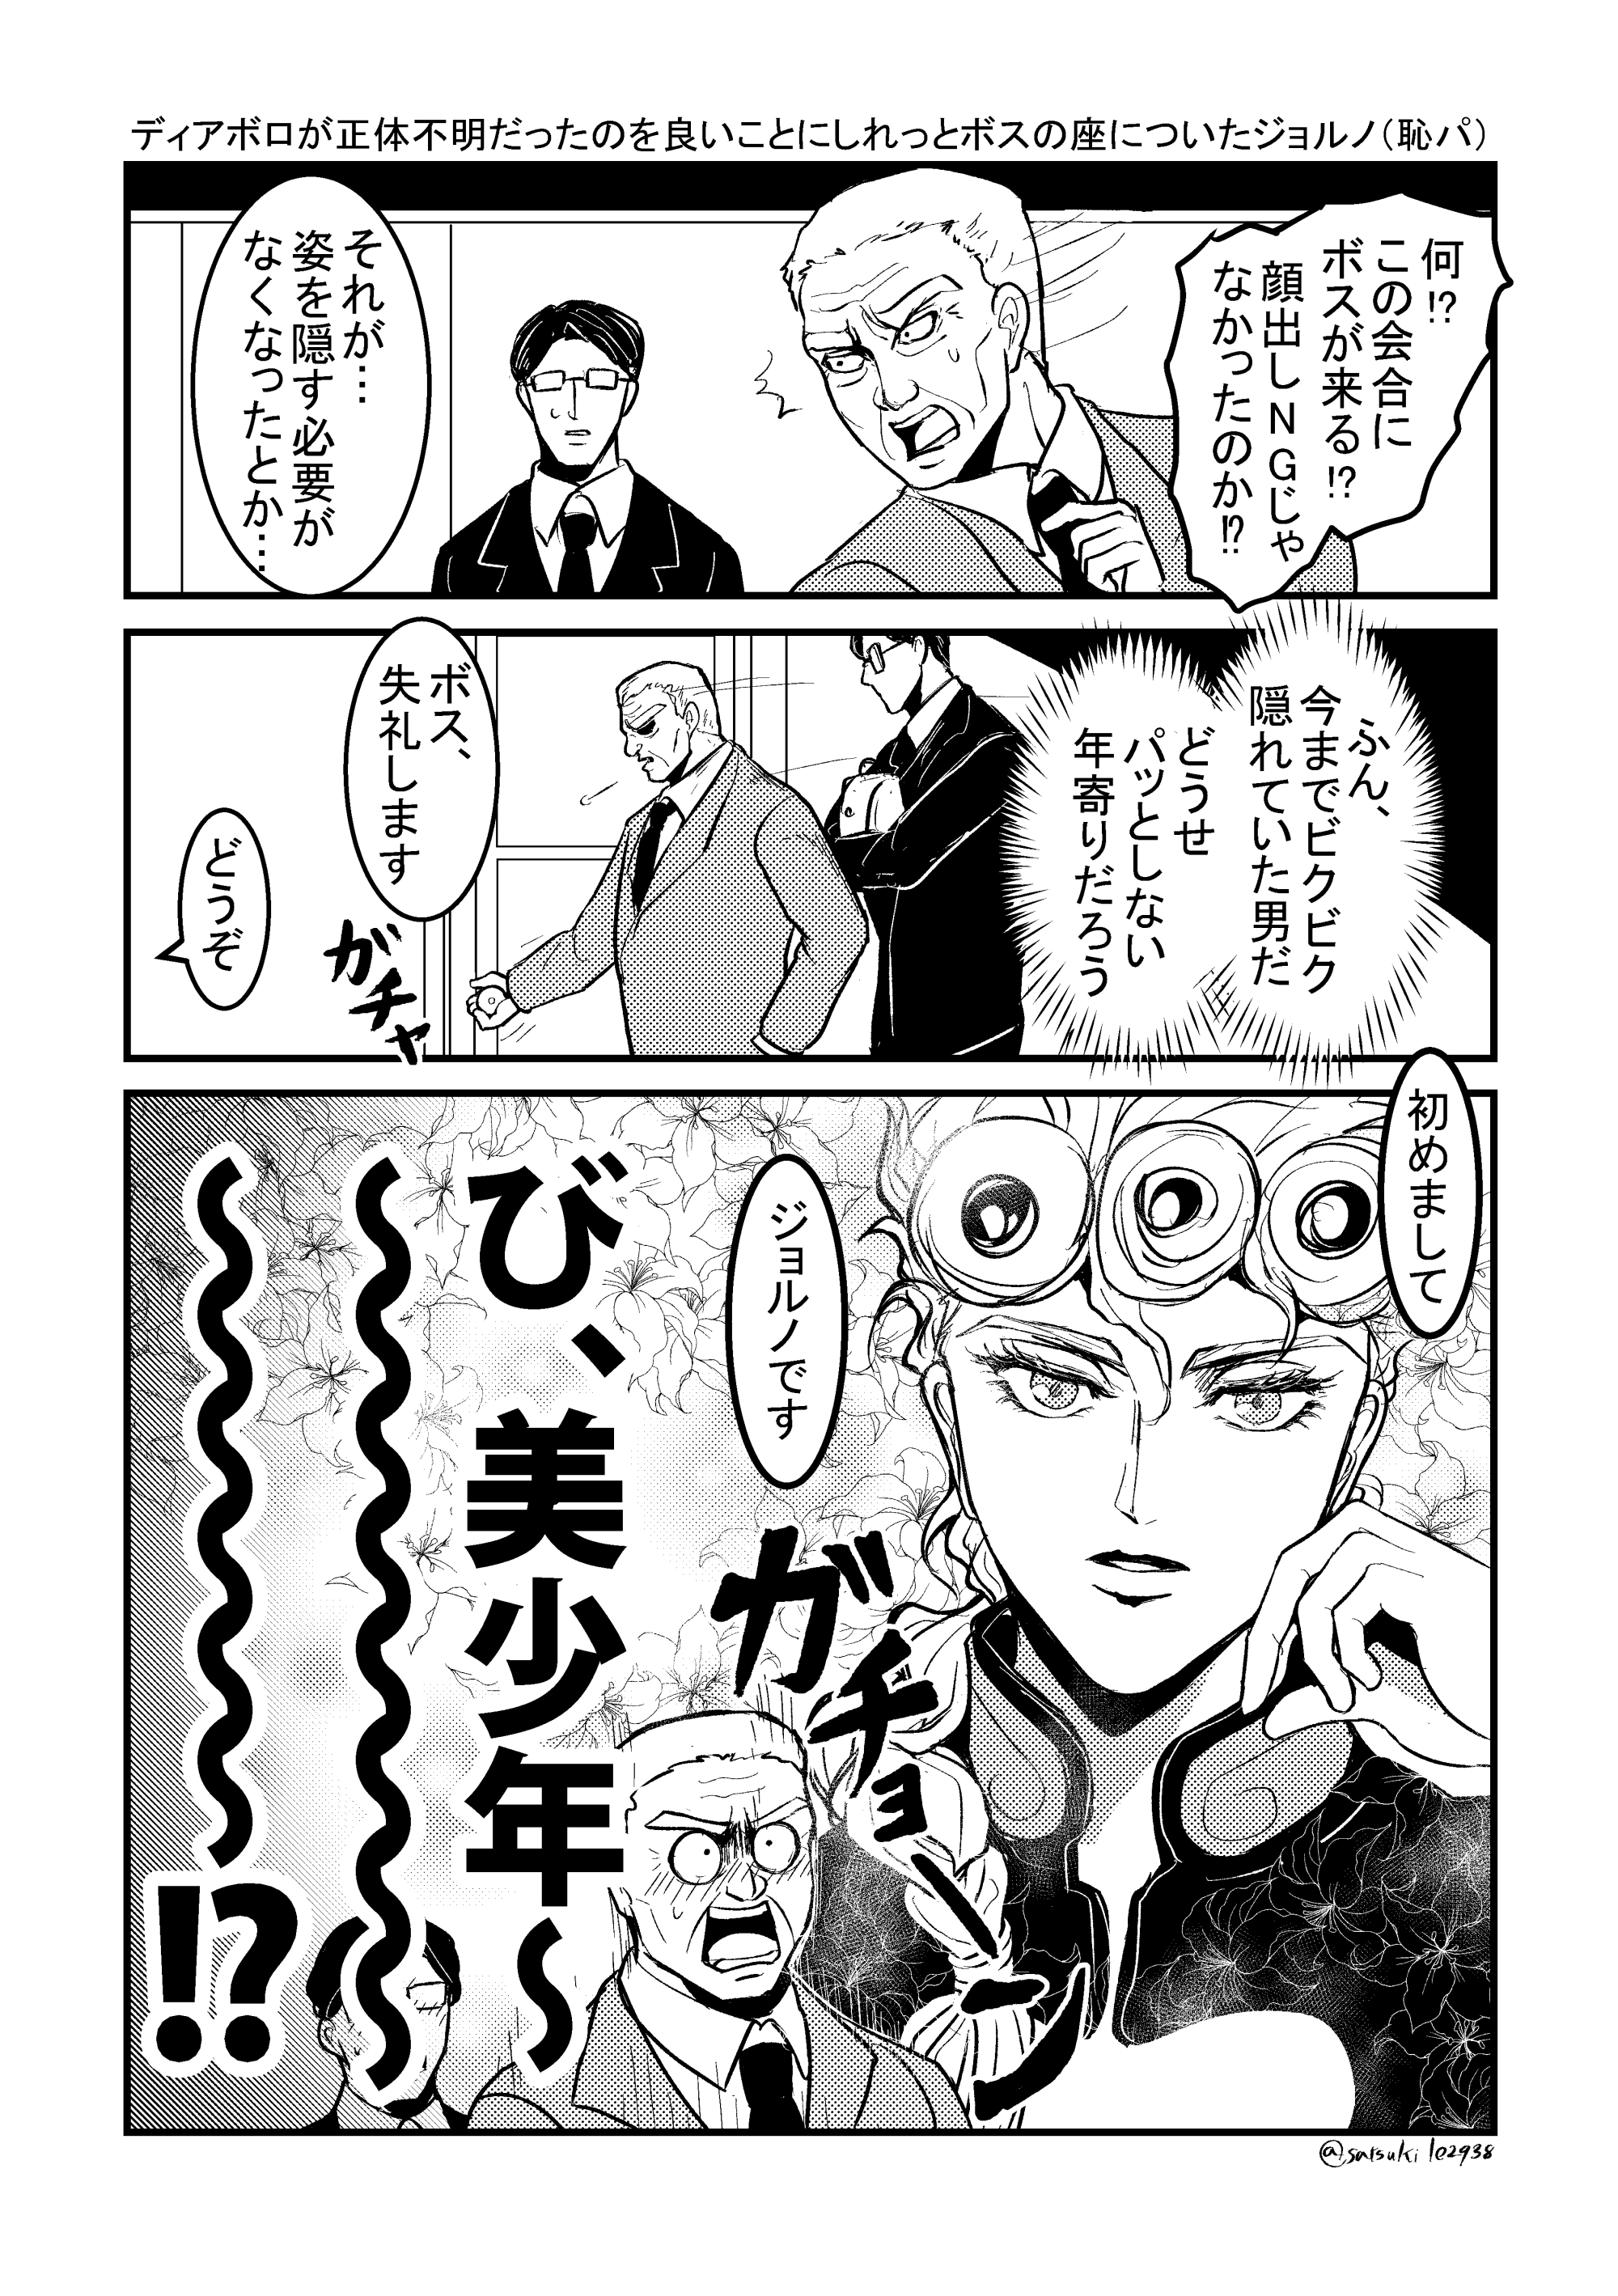 ディアボロが正体不明だったのを良いことにしれっとボスの座についたジョルノ（恥パ）
何!?
この会合に
ボスが来る!?
顔出しNGじゃ
なかったのか!?
それが…
姿を隠す必要が
なくなったとか…
ふん、
今までビクビク
隠れていた男だ
どうせ
パッとしない
年寄りだろう
ボス、
失礼します
ガチャ
どうぞ
初めまして
ジョルノです
ガチョーン
び、美少年〜
〜〜〜〜〜〜
〜〜〜〜〜!?
@satsuki1e2938